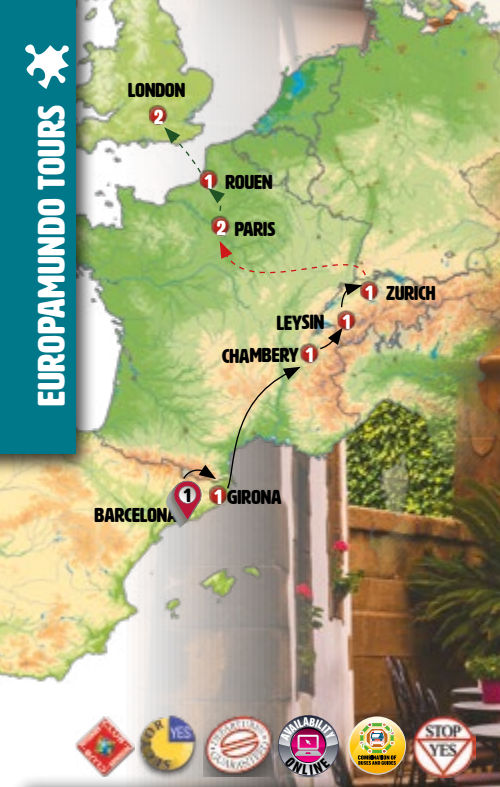 EUROPAMUNDO TOURS
LONDON
2
1 ROUEN
2 PARIS
1 ZURICH
LEYSIN 1
CHAMBERY 1
1
1 GIRONA
BARCELONA
YES
GUARANTEED
AVAILABILITY
ONLINE
COMBINATION OF
BUSES AND GUIDES
STOP
YES